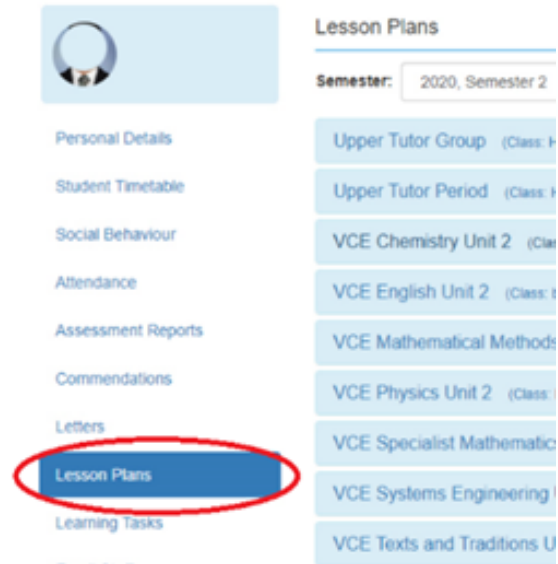 Lesson Plans
Semester: 2020, Semester 2
Personal Details
Student Timetable
Social Behaviour
Attendance
Assessment Reports
Commendations
Letters
Lesson Plans
Learning Tasks
Upper Tutor Group (Class: H
Upper Tutor Period (Class: H
VCE Chemistry Unit 2 (Clas
VCE English Unit 2 (Class:
VCE Mathematical Methods
VCE Physics Unit 2 (Class:
VCE Specialist Mathematics
VCE Systems Engineering
VCE Texts and Traditions U